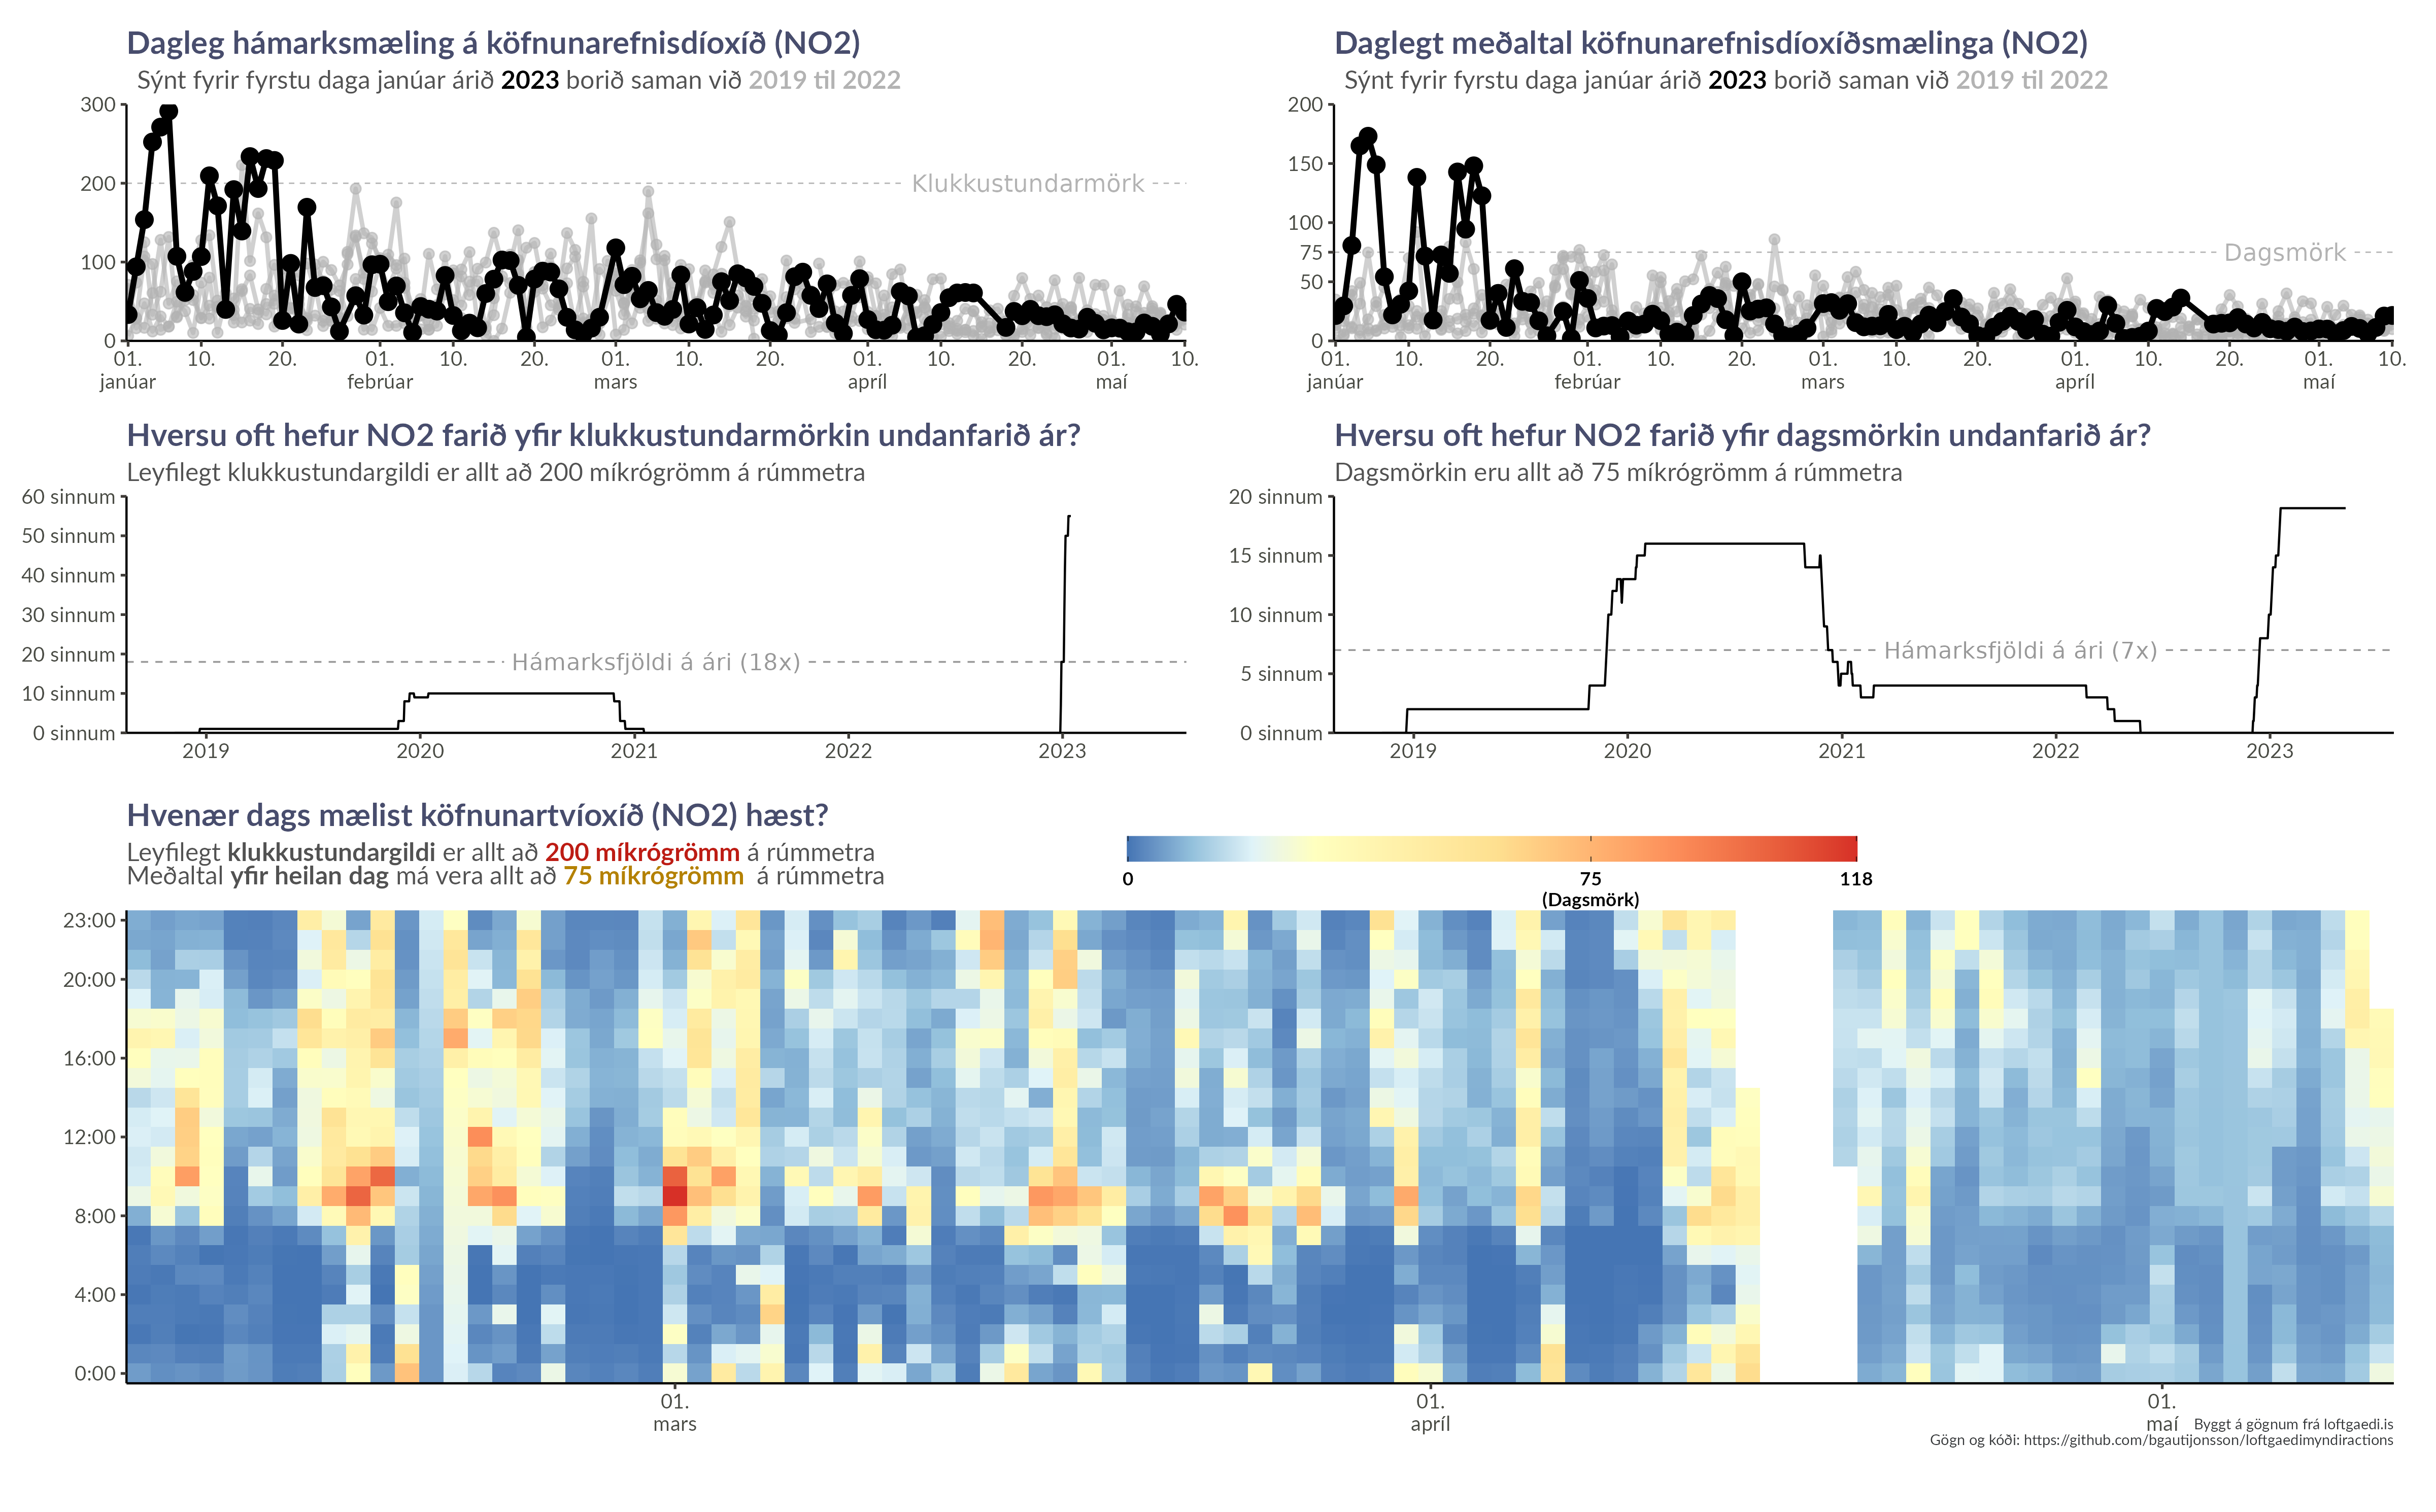 Dagleg hámarksmæling á köfnunarefnisdíoxíð (NO2)
Sýnt fyrir fyrstu daga janúar árið 2023 borið saman við 2019 til 2022
300
200
100
0
Klukkustundarmörk
01. 10. 20. 01. 10. 20. 01. 10. 20. 01. 10. 20. 01. 10.
janúar febrúar mars apríl maí
Daglegt meðaltal köfnunarefnisdíoxíðsmælinga (NO2)
Sýnt fyrir fyrstu daga janúar árið 2023 borið saman við 2019 til 2022
200
150
100
75
50
0
Dagsmörk
01. 10. 20. 01. 10. 20. 01. 10. 20. 01. 10. 20. 01. 10.
janúar febrúar mars apríl maí
Hversu oft hefur NO2 farið yfir klukkustundarmörkin undanfarið ár?
Leyfilegt klukkustundargildi er allt að 200 míkrógrömm á rúmmetra
60 sinnum
50 sinnum
40 sinnum
30 sinnum
20 sinnum
10 sinnum
0 sinnum
Hámarksfjöldi á ári (18x)
2019 2020 2021 2022 2023
Hversu oft hefur NO2 farið yfir dagsmörkin undanfarið ár?
Dagsmörkin eru allt að 75 míkrógrömm á rúmmetra
20 sinnum
15 sinnum
10 sinnum
5 sinnum
0 sinnum
Hámarksfjöldi á ári (7x)
2019 2020 2021 2022 2023
Hvenær dags mælist köfnunartvíoxíð (NO2) hæst?
Leyfilegt klukkustundargildi er allt að 200 míkrógrömm á rúmmetra
Meðaltal yfir heilan dag má vera allt að 75 míkrógrömm á rúmmetra
0 75 118
(Dagsmörk)
23:00
20:00
16:00
12:00
8:00
4:00
0:00
01. 01. 01.
mars apríl maí
Byggt á gögnum frá loftgaedi.is
Gögn og kóði: https://github.com/bgautijonsson/loftgaedimyndiractions